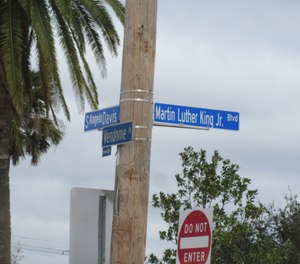 S Angela Davis
Martin Luther King Jr. Blvd
Vendome
DO NOT
ENTER